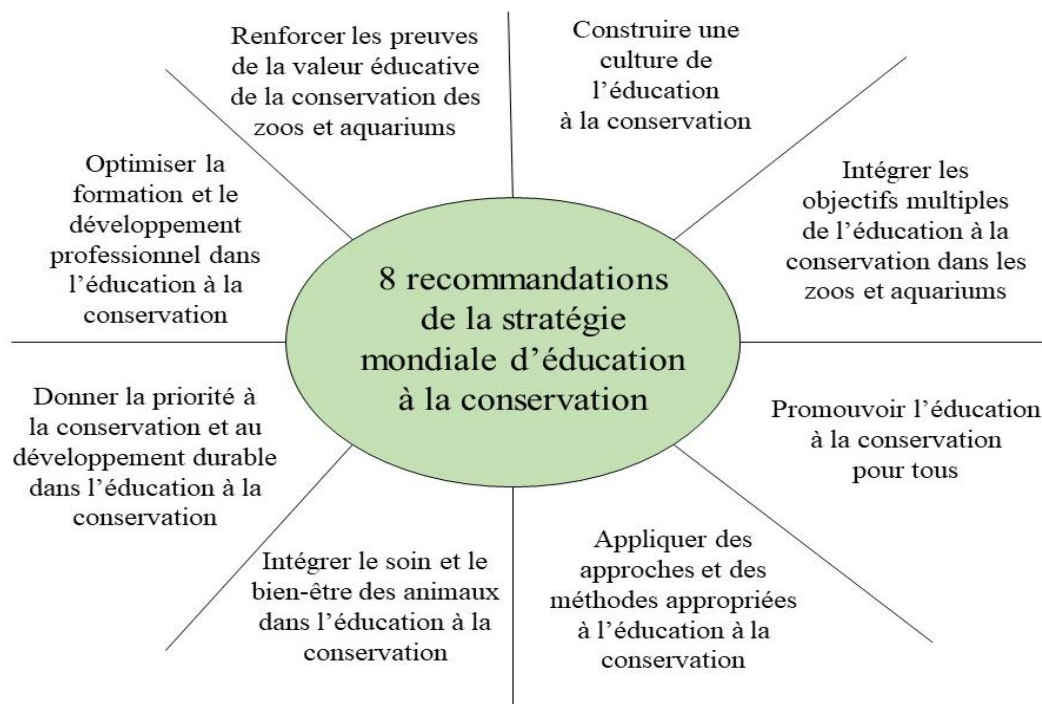 Renforcer les preuves
de la valeur éducative
de la conservation des
zoos et aquariums
Construire une
culture de
l’éducation
à la conservation
Optimiser la
formation et le
développement
professionnel dans
l’éducation à la
conservation
Intégrer les
objectifs multiples
de l’éducation à la
conservation dans les
zoos et aquariums
8 recommandations
de la stratégie
mondiale d’éducation
à la conservation
Donner la priorité à
la conservation et au
développement durable
dans l’éducation à la
conservation
Promouvoir l’éducation
à la conservation
pour tous
Intégrer le soin et le
bien-être des animaux
dans l’éducation à la
conservation
Appliquer des
approches et des
méthodes appropriées
à l’éducation à la
conservation